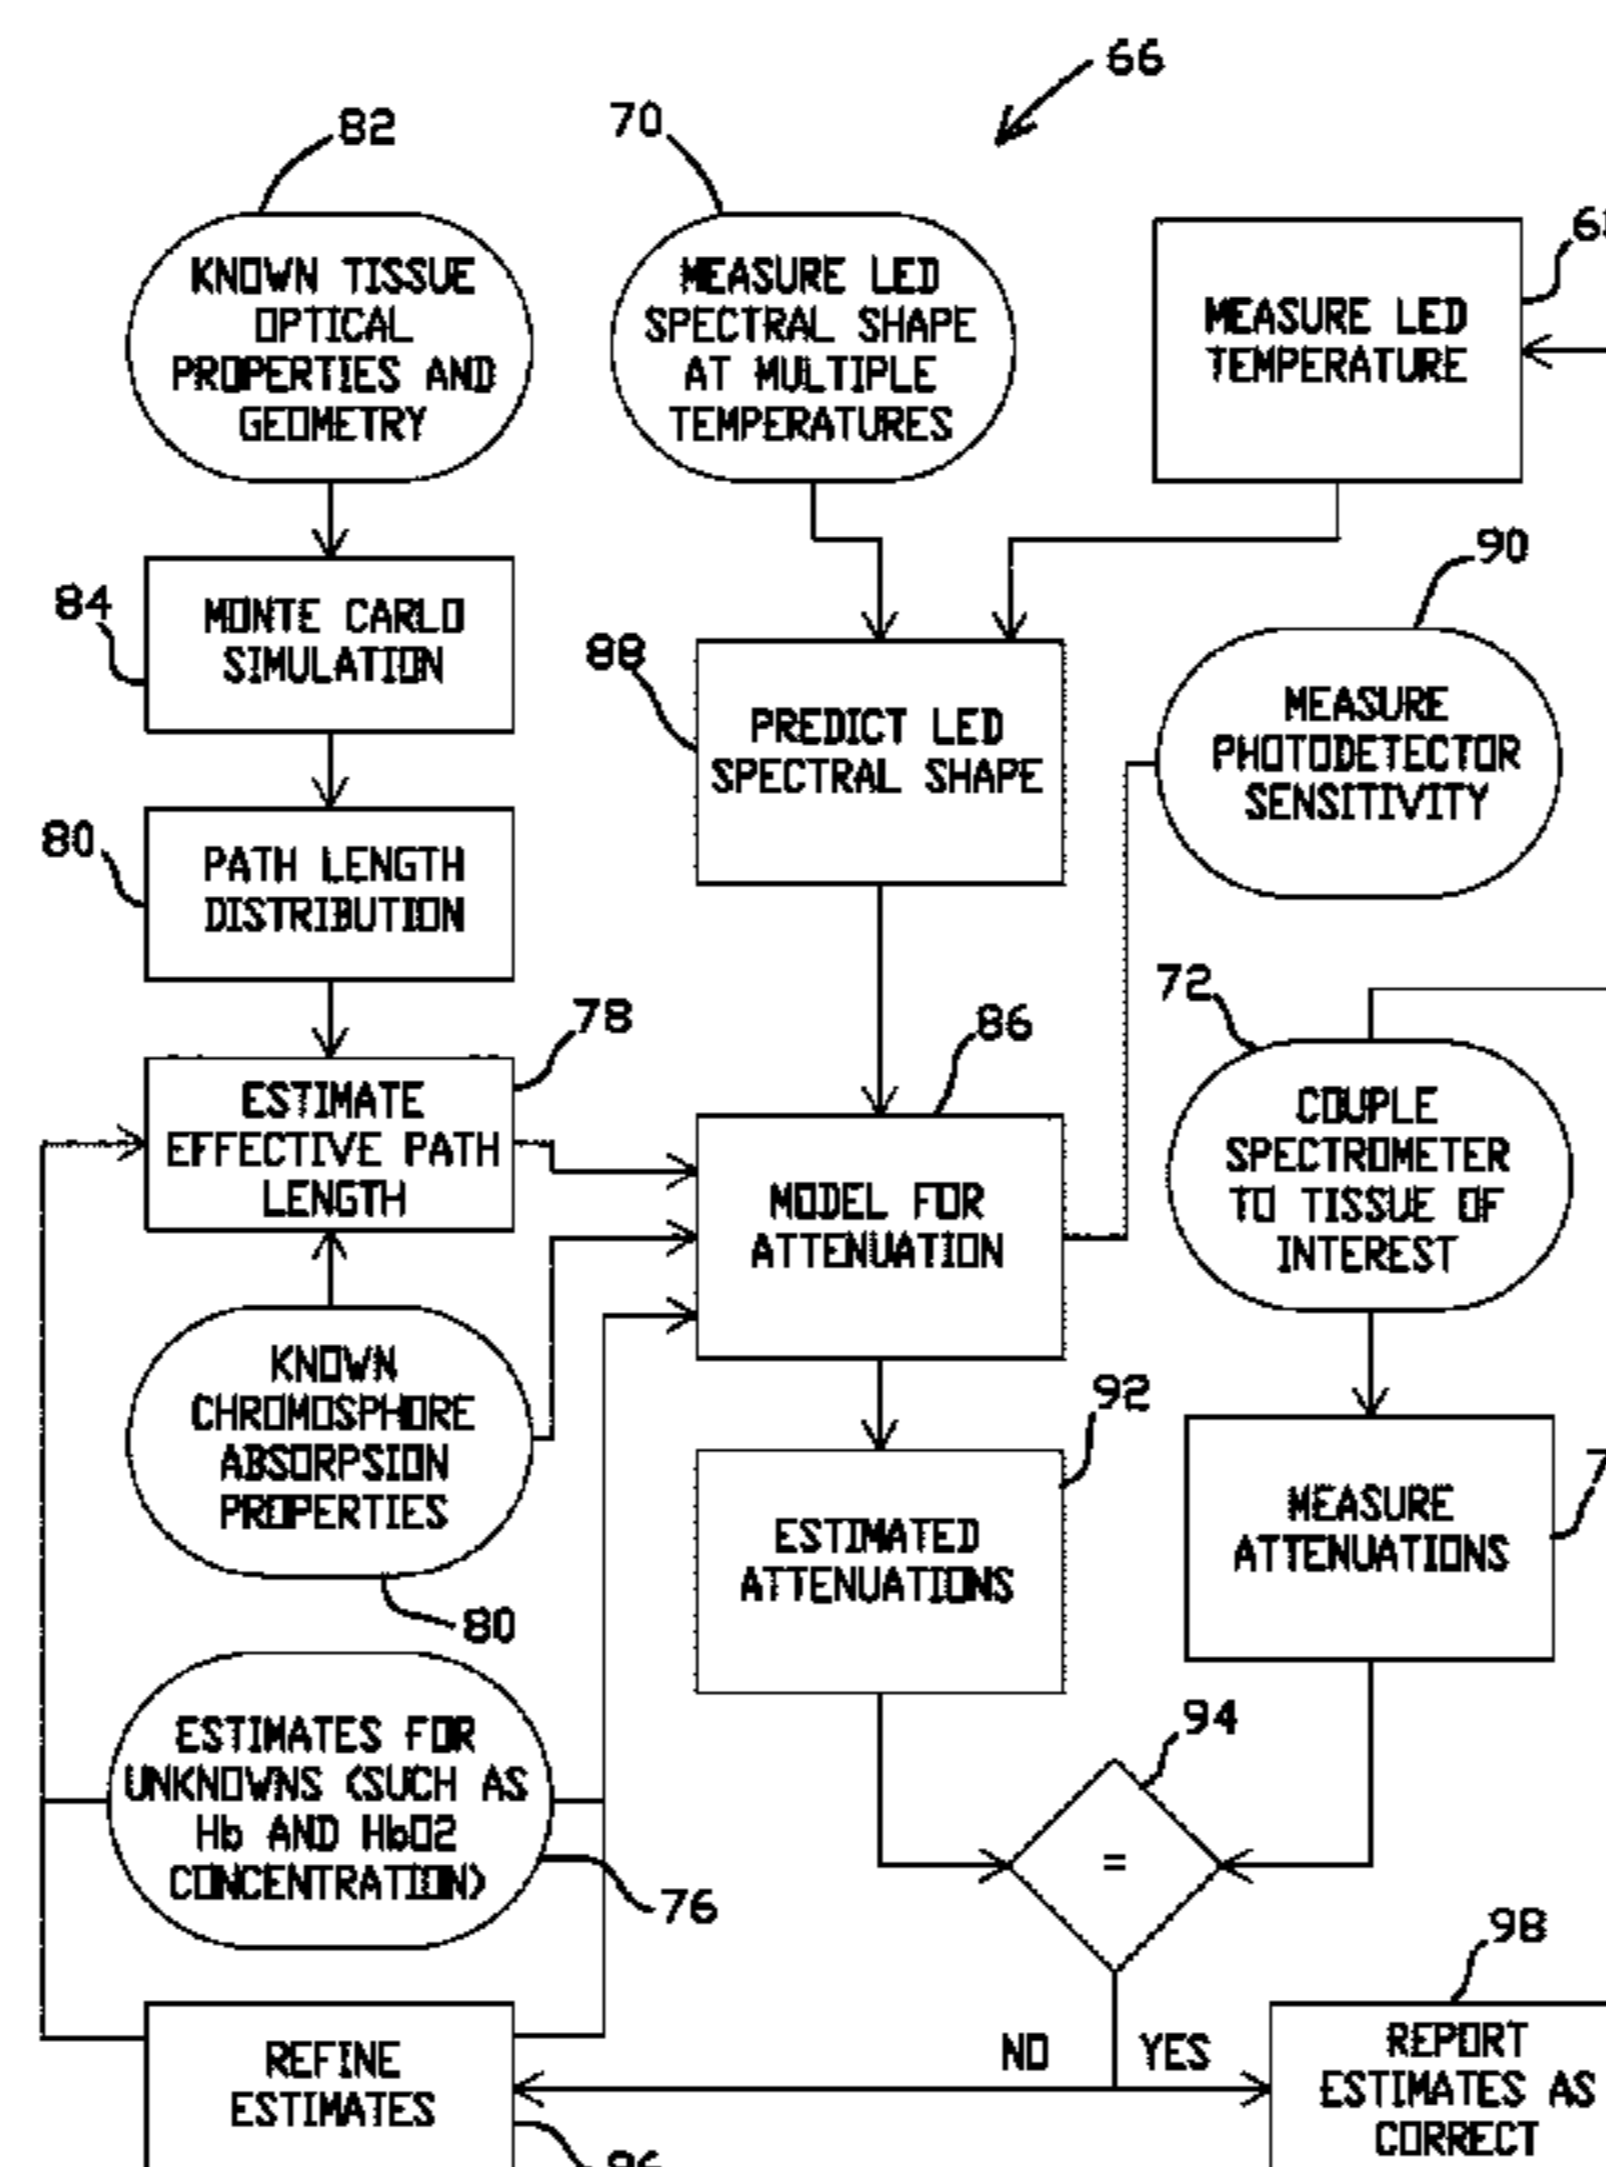 66
82
70
KNOWN TISSUE
OPTICAL
PROPERTIES AND
GEOMETRY
MEASURE LED
SPECTRAL SHAPE
AT MULTIPLE
TEMPERATURES
MEASURE LED
TEMPERATURE
90
84
MONTE CARLO
SIMULATION
88
PREDICT LED
SPECTRAL SHAPE
MEASURE
PHOTODETECTOR
SENSITIVITY
80
PATH LENGTH
DISTRIBUTION
72
78
86
ESTIMATE
EFFECTIVE PATH
LENGTH
MODEL FOR
ATTENUATION
COUPLE
SPECTROMETER
TO TISSUE OF
INTEREST
KNOWN
CHROMOSPHORE
ABSORPSION
PROPERTIES
80
92
ESTIMATED
ATTENUATIONS
MEASURE
ATTENUATIONS
ESTIMATES FOR
UNKNOWNS (SUCH AS
Hb AND HbO2
CONCENTRATION)
76
94
=
98
NO
YES
REFINE
ESTIMATES
REPORT
ESTIMATES AS
CORRECT